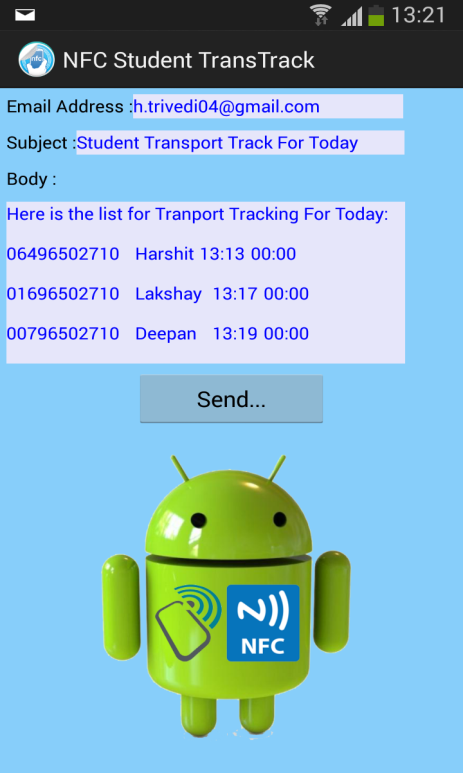 13:21
nfc NFC Student TransTrack
Email Address :h.trivedi04@gmail.com
Subject :Student Transport Track For Today
Body :
Here is the list for Tranport Tracking For Today:
06496502710 Harshit 13:13 00:00
01696502710 Lakshay 13:17 00:00
00796502710 Deepan 13:19 00:00
Send...
N
NFC